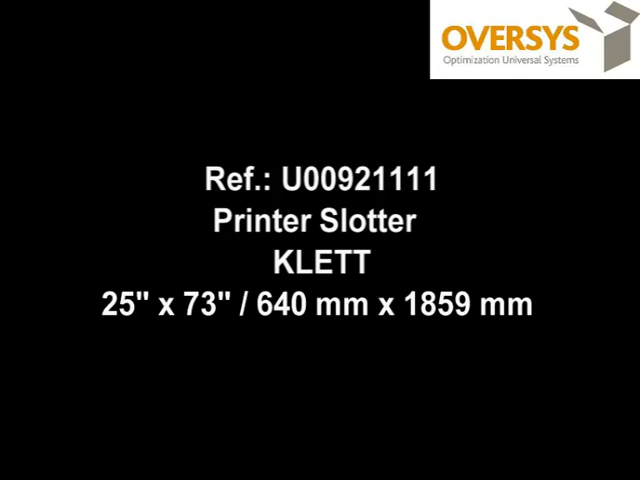 OVERSYS
Optimization Universal Systems
Ref.: U00921111
Printer Slotter
KLETT
25" x 73" / 640 mm x 1859 mm